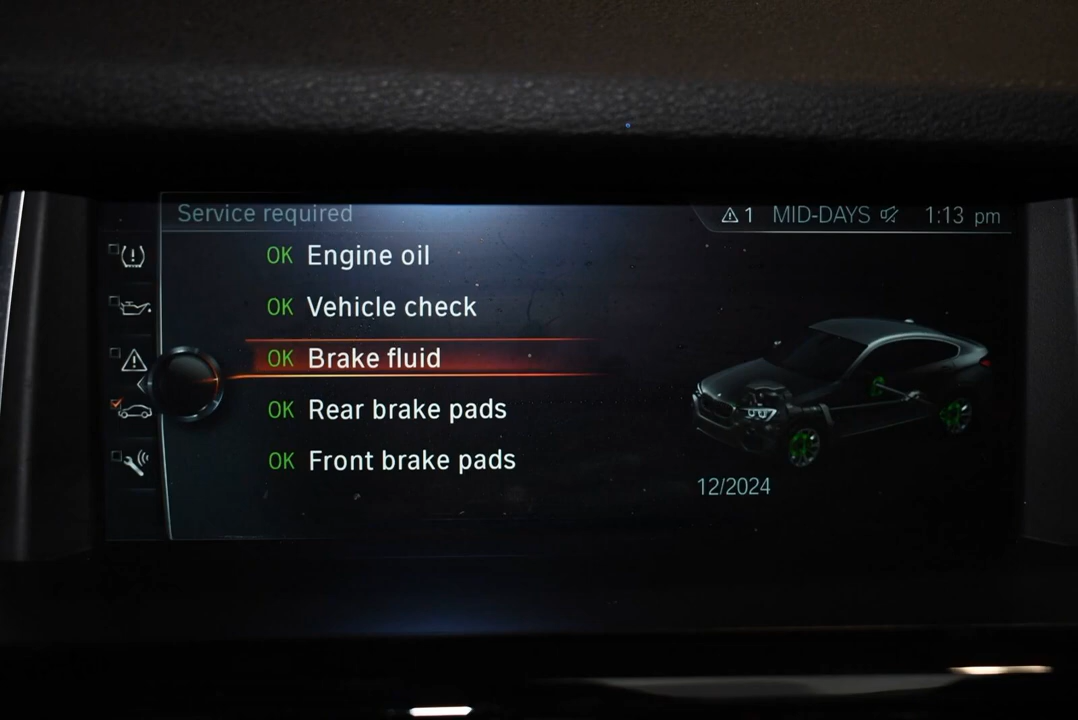 Service required
1 MID-DAYS 1:13 pm
OK Engine oil
OK Vehicle check
OK Brake fluid
OK Rear brake pads
OK Front brake pads
12/2024